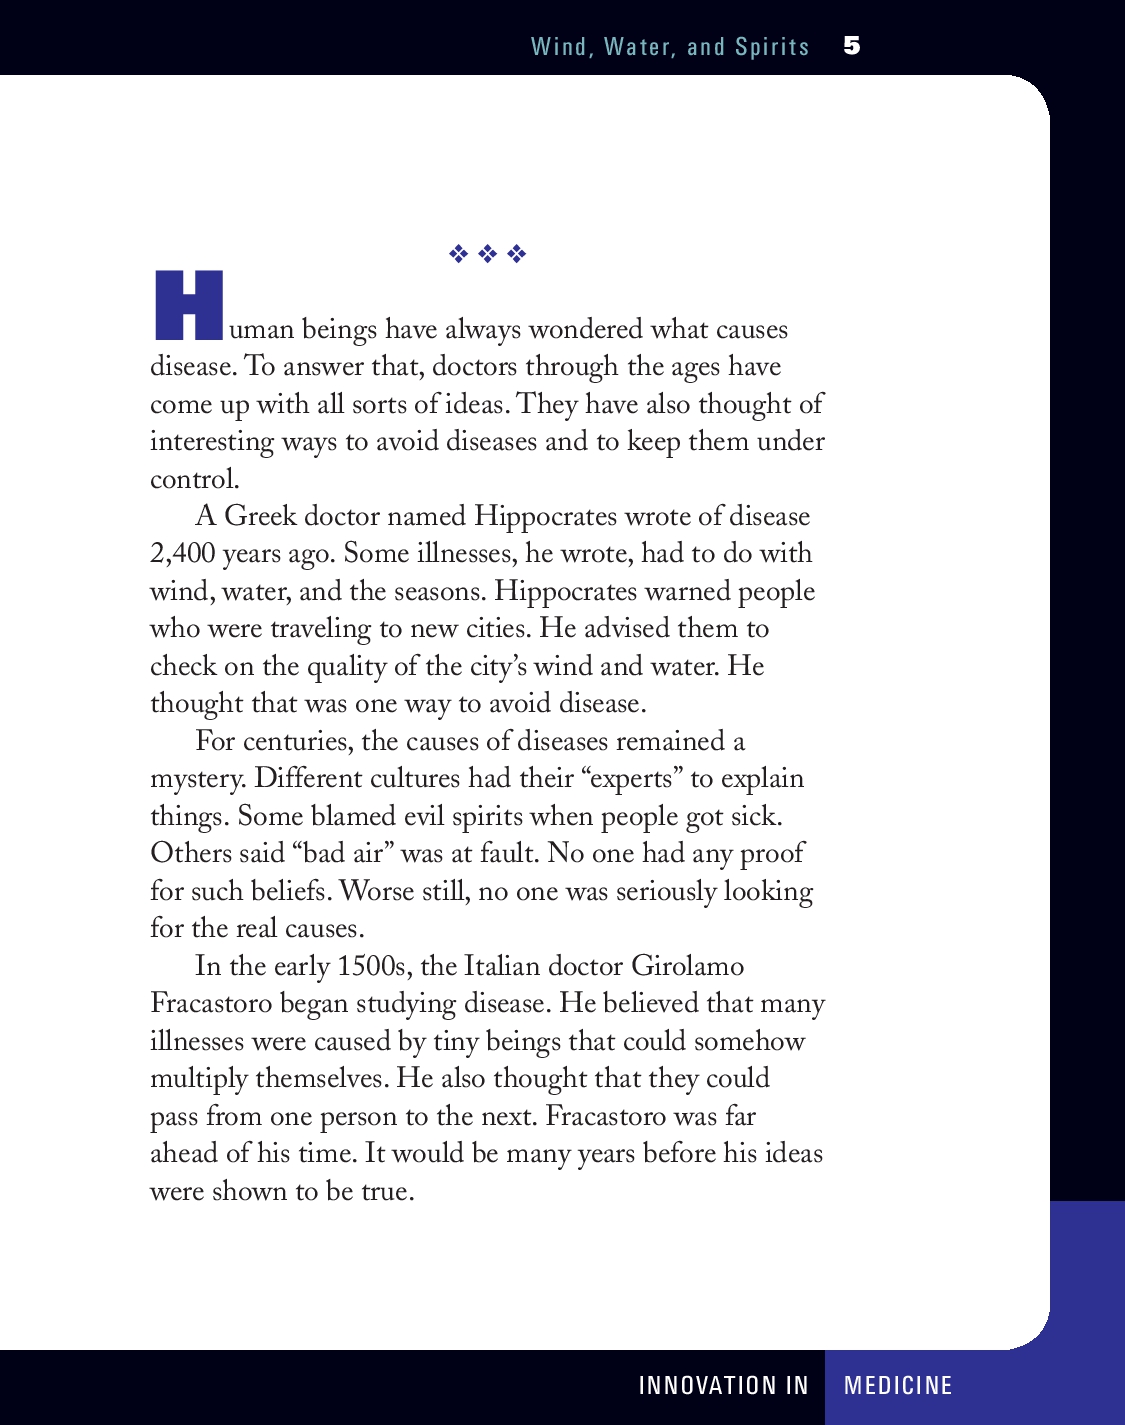 Wind, Water, and Spirits 5
❖ ❖ ❖
Human beings have always wondered what causes
disease. To answer that, doctors through the ages have
come up with all sorts of ideas. They have also thought of
interesting ways to avoid diseases and to keep them under
control.
A Greek doctor named Hippocrates wrote of disease
2,400 years ago. Some illnesses, he wrote, had to do with
wind, water, and the seasons. Hippocrates warned people
who were traveling to new cities. He advised them to
check on the quality of the city’s wind and water. He
thought that was one way to avoid disease.
For centuries, the causes of diseases remained a
mystery. Different cultures had their “experts” to explain
things. Some blamed evil spirits when people got sick.
Others said “bad air” was at fault. No one had any proof
for such beliefs. Worse still, no one was seriously looking
for the real causes.
In the early 1500s, the Italian doctor Girolamo
Fracastoro began studying disease. He believed that many
illnesses were caused by tiny beings that could somehow
multiply themselves. He also thought that they could
pass from one person to the next. Fracastoro was far
ahead of his time. It would be many years before his ideas
were shown to be true.
INNOVATION IN MEDICINE